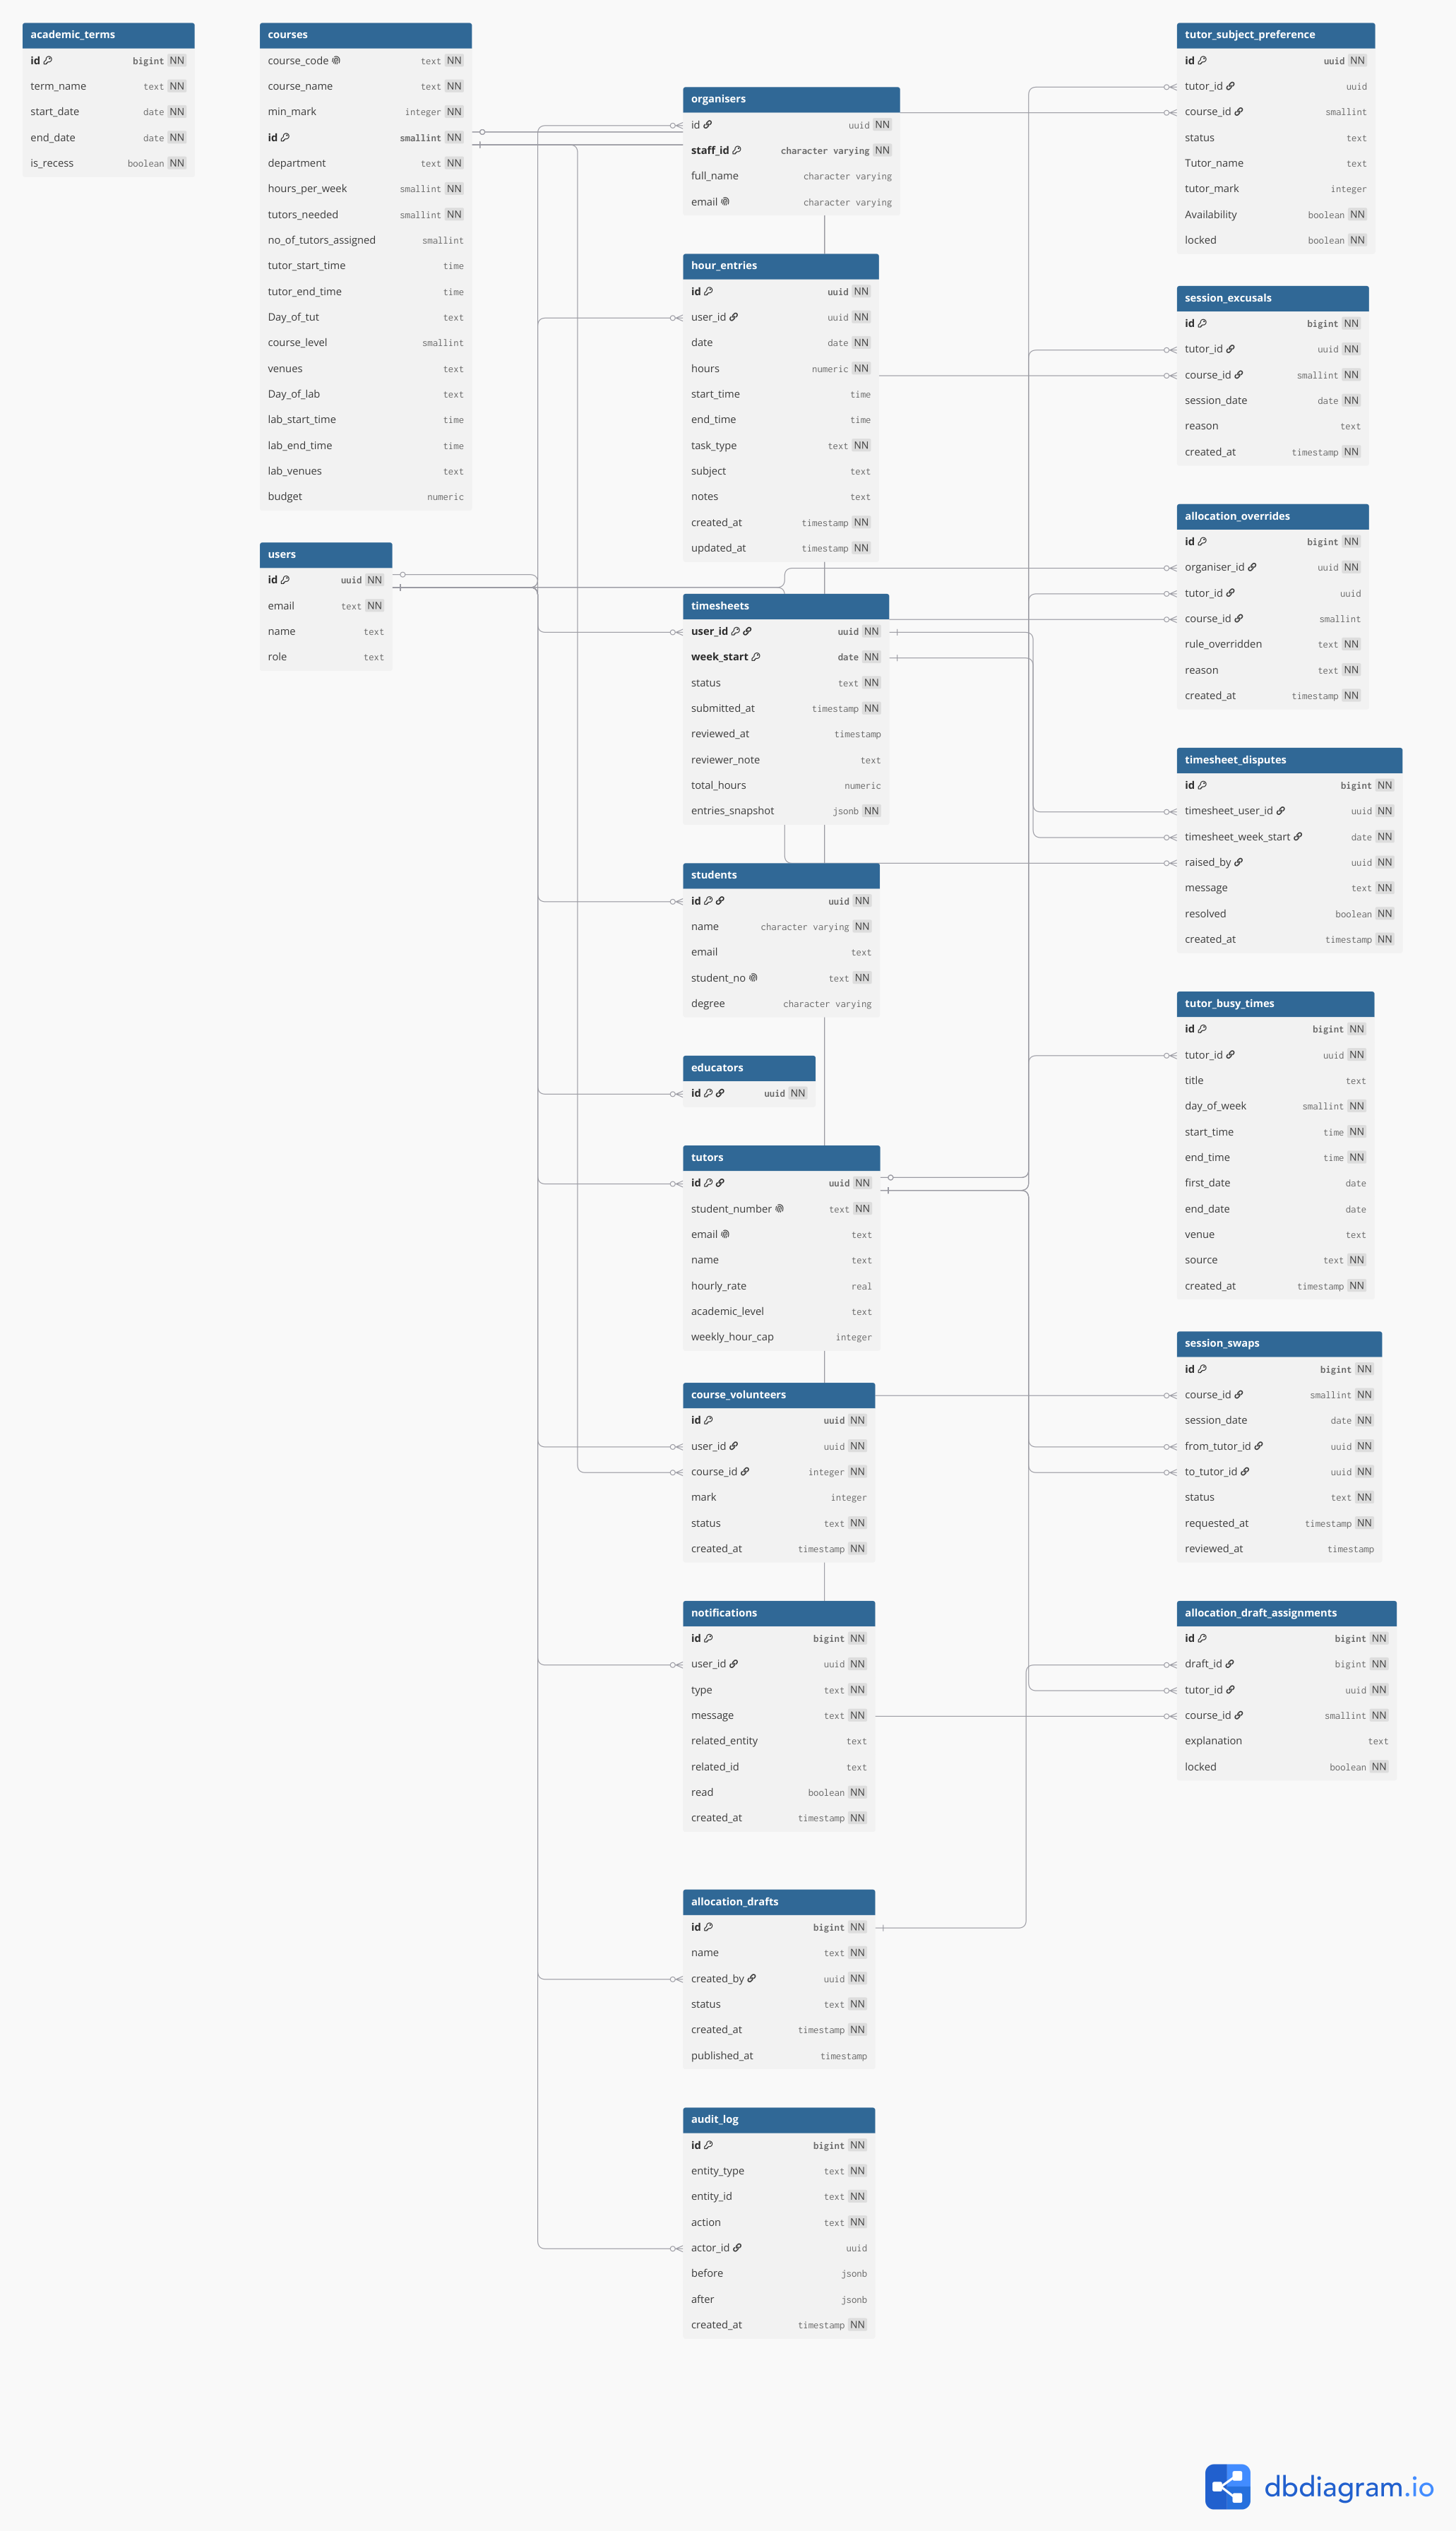 academic_terms
id bigint NN
term_name text NN
start_date date NN
end_date date NN
is_recess boolean NN
courses
course_code text NN
course_name text NN
min_mark integer NN
id smallint NN
department text NN
hours_per_week smallint NN
tutors_needed smallint NN
no_of_tutors_assigned smallint
tutor_start_time time
tutor_end_time time
Day_of_tut text
course_level smallint
venues text
Day_of_lab text
lab_start_time time
lab_end_time time
lab_venues text
budget numeric
users
id uuid NN
email text NN
name text
role text
organisers
id uuid NN
staff_id character varying NN
full_name character varying
email character varying
hour_entries
id uuid NN
user_id uuid NN
date date NN
hours numeric NN
start_time time
end_time time
task_type text NN
subject text
notes text
created_at timestamp NN
updated_at timestamp NN
timesheets
user_id uuid NN
week_start date NN
status text NN
submitted_at timestamp NN
reviewed_at timestamp
reviewer_note text
total_hours numeric
entries_snapshot jsonb NN
students
id uuid NN
name character varying NN
email text
student_no text NN
degree character varying
educators
id uuid NN
tutors
id uuid NN
student_number text NN
email text
name text
hourly_rate real
academic_level text
weekly_hour_cap integer
course_volunteers
id uuid NN
user_id uuid NN
course_id integer NN
mark integer
status text NN
created_at timestamp NN
notifications
id bigint NN
user_id uuid NN
type text NN
message text NN
related_entity text
related_id text
read boolean NN
created_at timestamp NN
allocation_drafts
id bigint NN
name text NN
created_by uuid NN
status text NN
created_at timestamp NN
published_at timestamp
audit_log
id bigint NN
entity_type text NN
entity_id text NN
action text NN
actor_id uuid
before jsonb
after jsonb
created_at timestamp NN
tutor_subject_preference
id uuid NN
tutor_id uuid
course_id smallint
status text
Tutor_name text
tutor_mark integer
Availability boolean NN
locked boolean NN
session_excusals
id bigint NN
tutor_id uuid NN
course_id smallint NN
session_date date NN
reason text
created_at timestamp NN
allocation_overrides
id bigint NN
organiser_id uuid NN
tutor_id uuid
course_id smallint
rule_overridden text NN
reason text NN
created_at timestamp NN
timesheet_disputes
id bigint NN
timesheet_user_id uuid NN
timesheet_week_start date NN
raised_by uuid NN
message text NN
resolved boolean NN
created_at timestamp NN
tutor_busy_times
id bigint NN
tutor_id uuid NN
title text
day_of_week smallint NN
start_time time NN
end_time time NN
first_date date
end_date date
venue text
source text NN
created_at timestamp NN
session_swaps
id bigint NN
course_id smallint NN
session_date date NN
from_tutor_id uuid NN
to_tutor_id uuid NN
status text NN
requested_at timestamp NN
reviewed_at timestamp
allocation_draft_assignments
id bigint NN
draft_id bigint NN
tutor_id uuid NN
course_id smallint NN
explanation text
locked boolean NN
dbdiagram.io